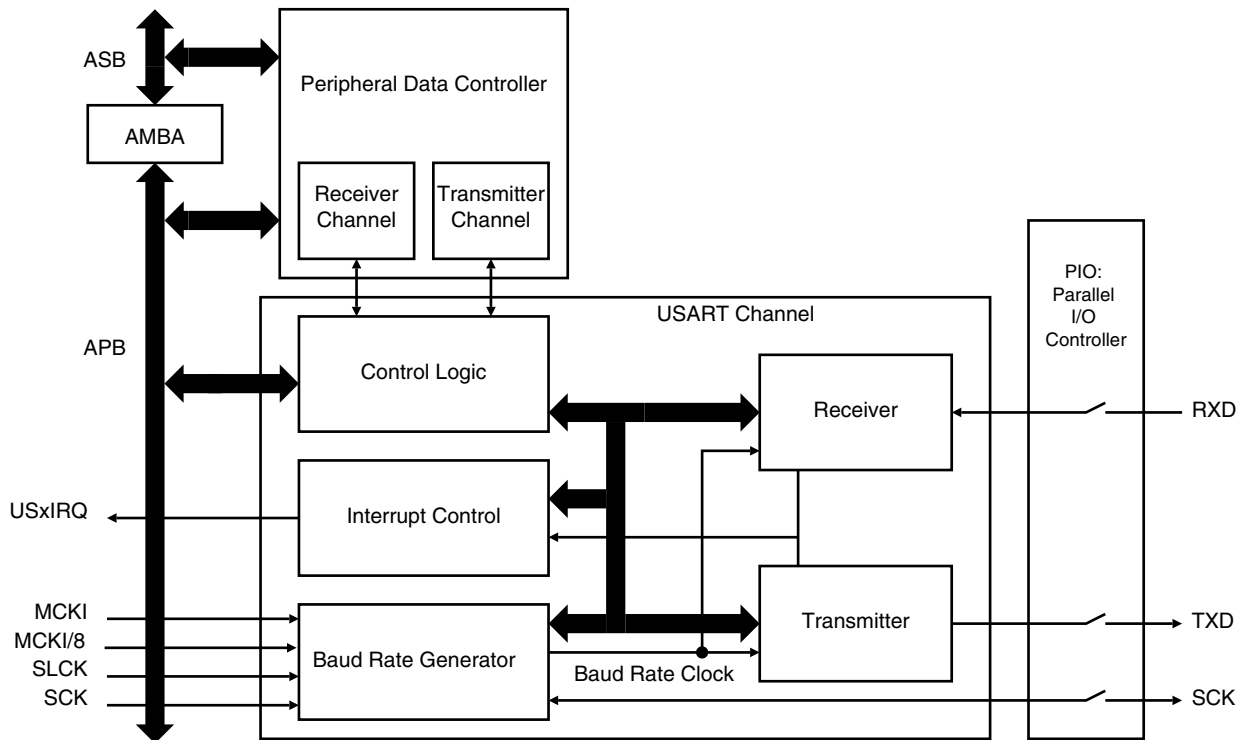 ASB
Peripheral Data Controller
AMBA
Receiver
Channel
Transmitter
Channel
PIO:
Parallel
I/O
Controller
USART Channel
APB
Control Logic
Receiver
RXD
USxIRQ
Interrupt Control
MCKI
MCKI/8
SLCK
SCK
Baud Rate Generator
Baud Rate Clock
Transmitter
TXD
SCK